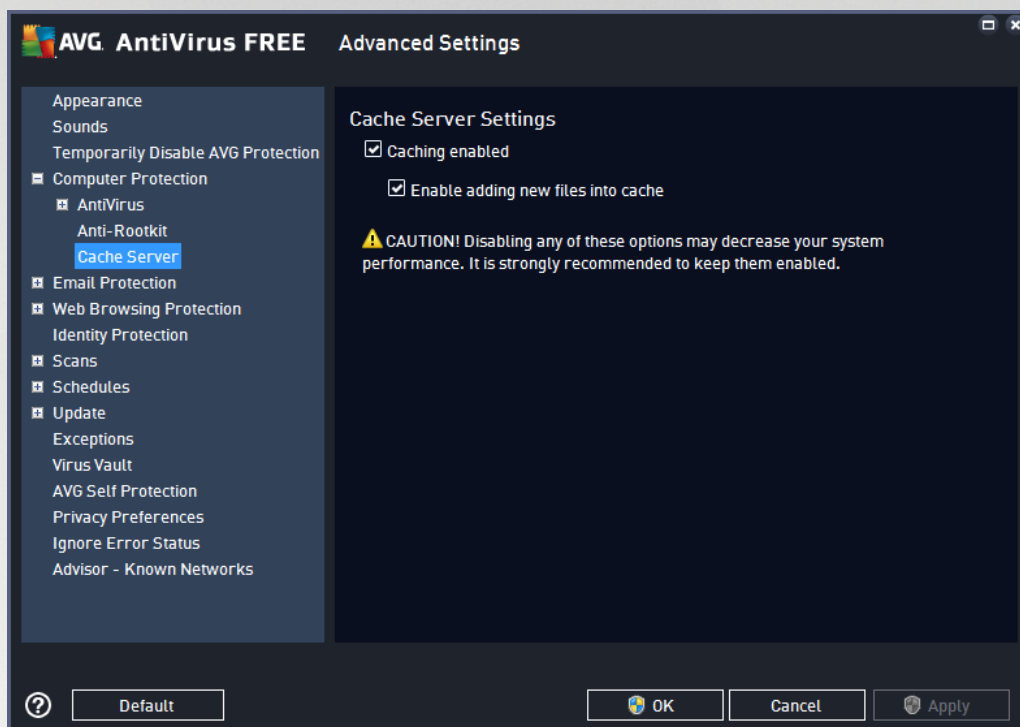 AVG. AntiVirus FREE
Advanced Settings
Appearance
Sounds
Temporarily Disable AVG Protection
Computer Protection
AntiVirus
Anti-Rootkit
Cache Server
Email Protection
Web Browsing Protection
Identity Protection
Scans
Schedules
Update
Exceptions
Virus Vault
AVG Self Protection
Privacy Preferences
Ignore Error Status
Advisor - Known Networks
Cache Server Settings
Caching enabled
Enable adding new files into cache
CAUTION! Disabling any of these options may decrease your system
performance. It is strongly recommended to keep them enabled.
?
Default
OK
Cancel
Apply